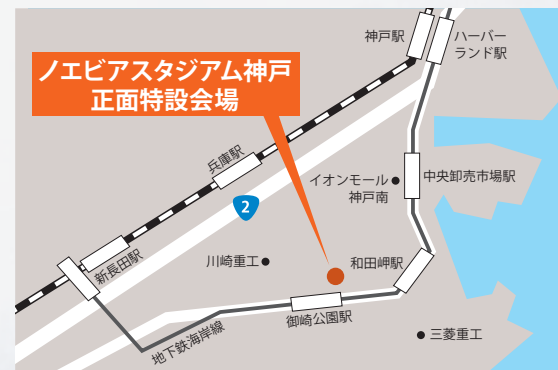 神戸駅
ハーバー
ランド駅
ノエビアスタジアム神戸
正面特設会場
兵庫駅
イオンモール
神戸南
中央卸売市場駅
2
新長田駅
川崎重工
和田岬駅
御崎公園駅
地下鉄海岸線
三菱重工